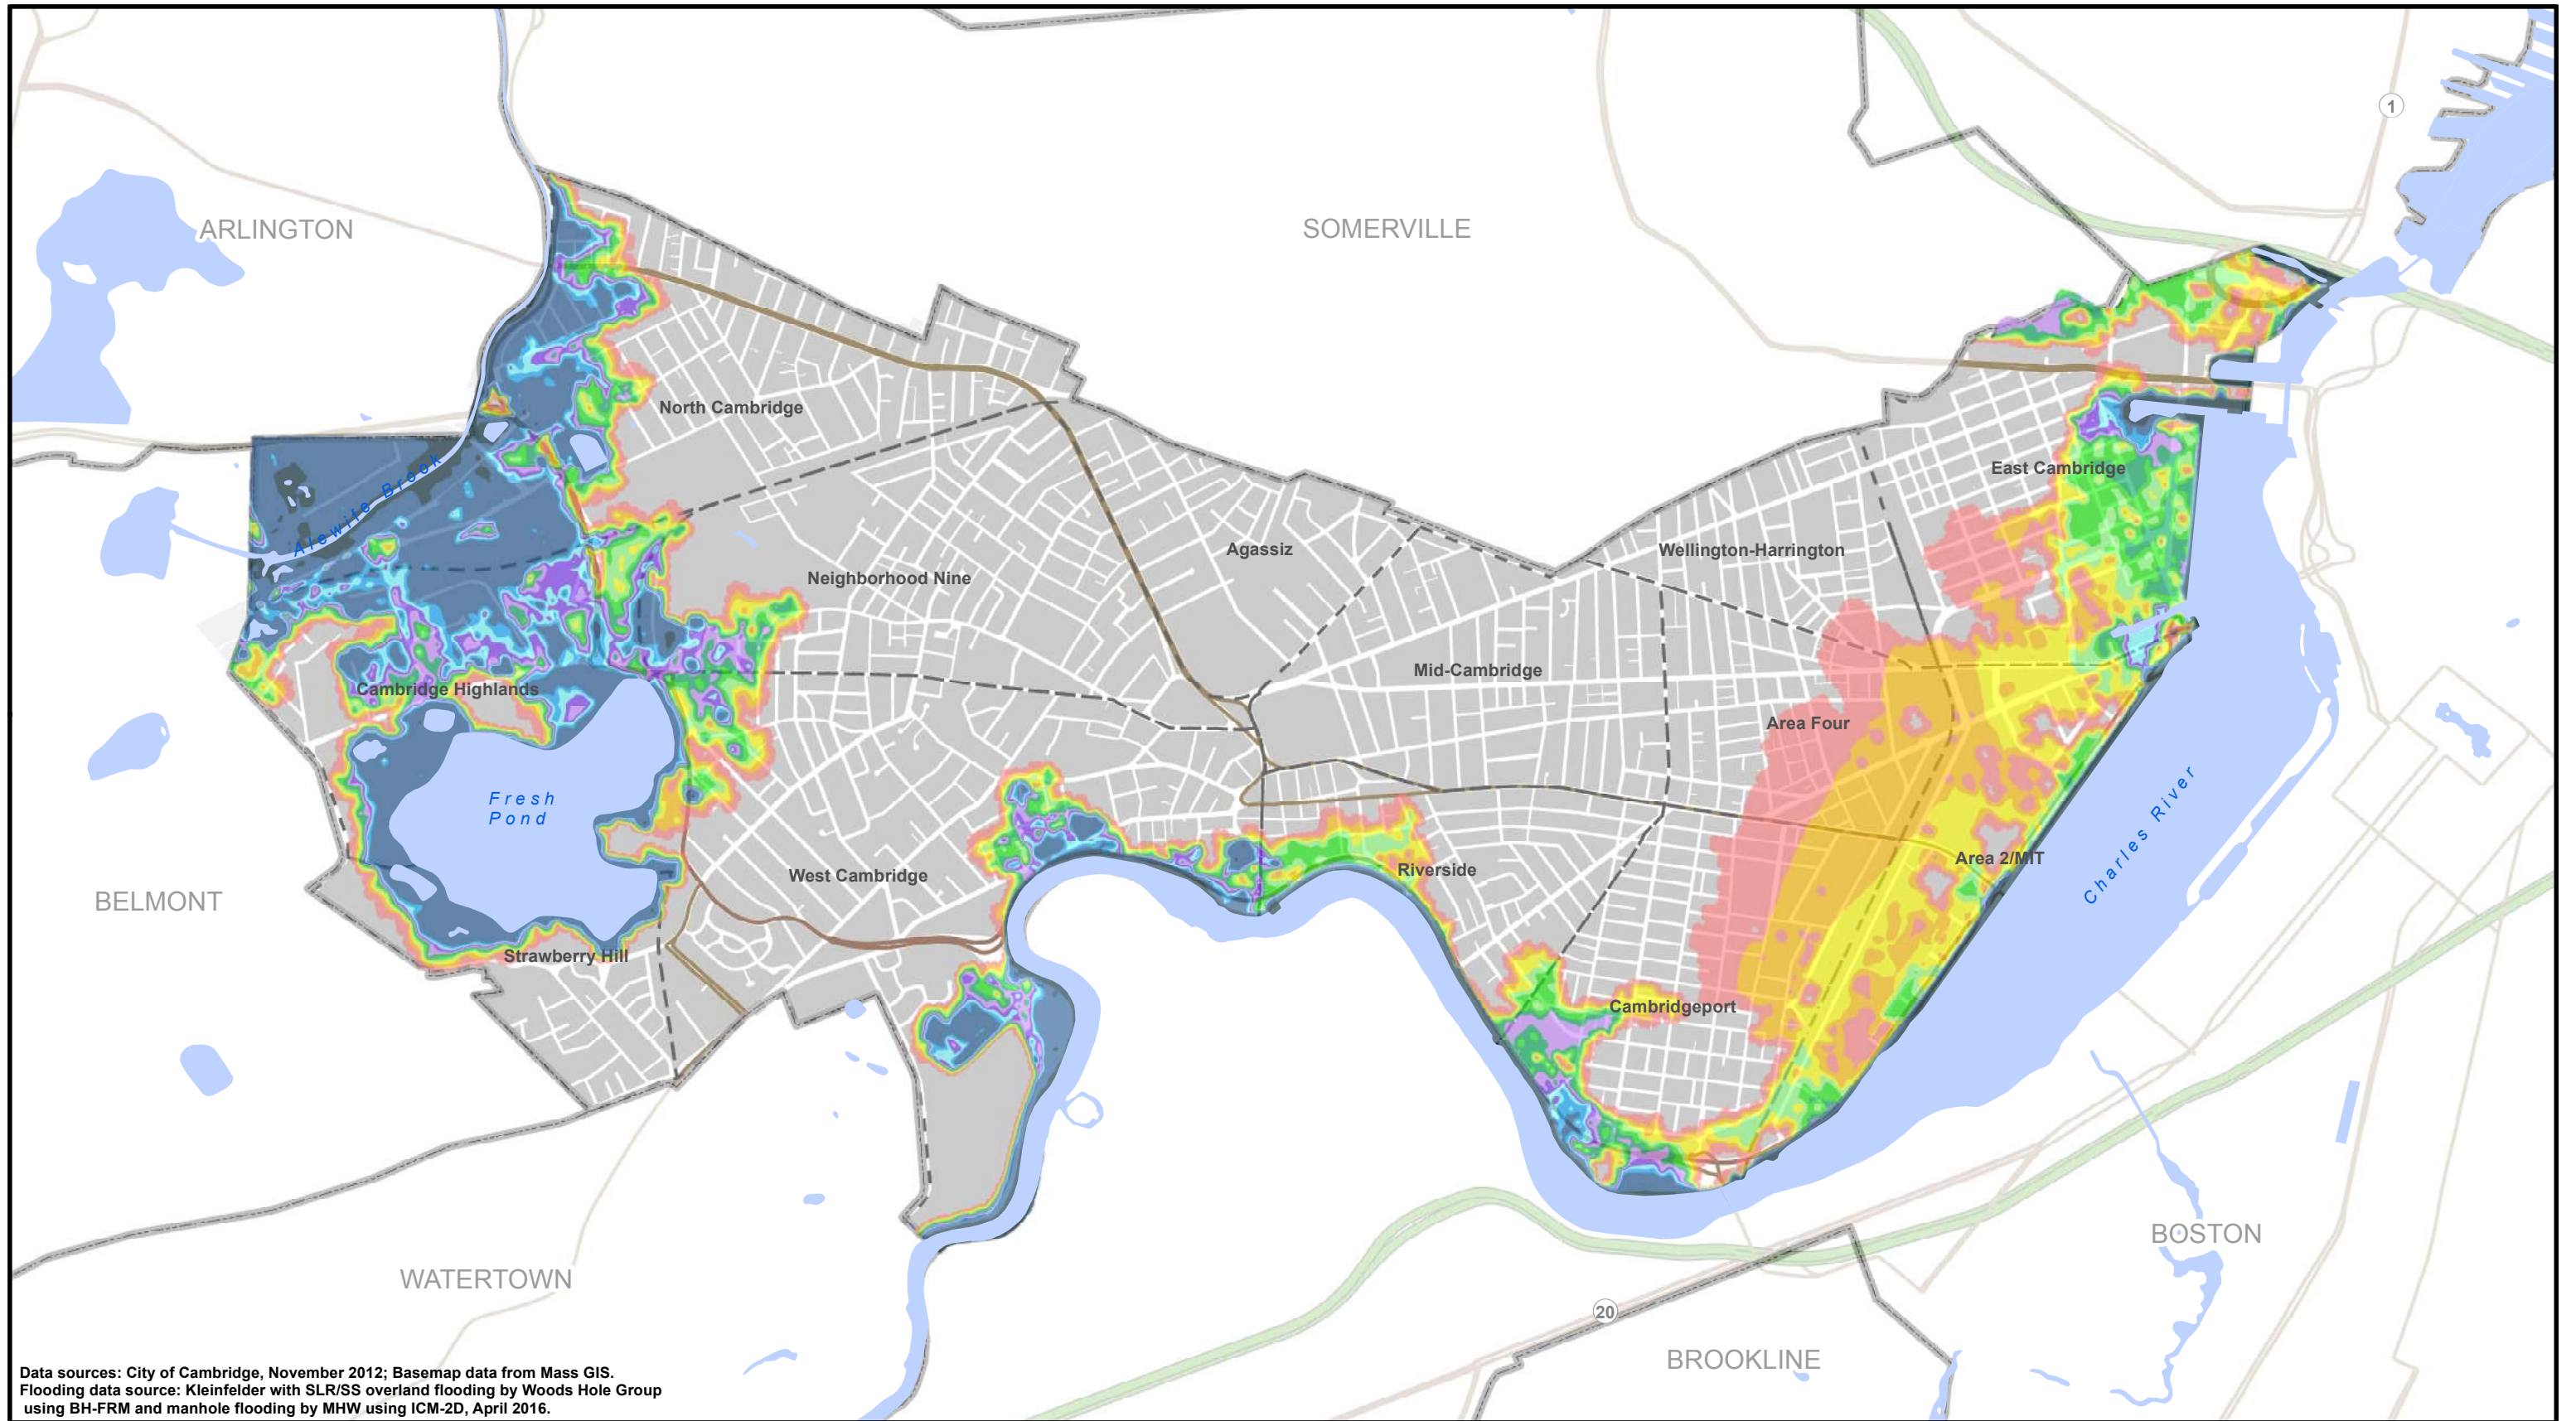 1
ARLINGTON
SOMERVILLE
North Cambridge
East Cambridge
Alewife Brook
Agassiz
Wellington-Harrington
Neighborhood Nine
Mid-Cambridge
Cambridge Highlands
Area Four
Fresh
Pond
Charles River
Area 2/MIT
Riverside
West Cambridge
BELMONT
Strawberry Hill
Cambridgeport
BOSTON
WATERTOWN
20
BROOKLINE
Data sources: City of Cambridge, November 2012; Basemap data from Mass GIS.
Flooding data source: Kleinfelder with SLR/SS overland flooding by Woods Hole Group
using BH-FRM and manhole flooding by MHW using ICM-2D, April 2016.